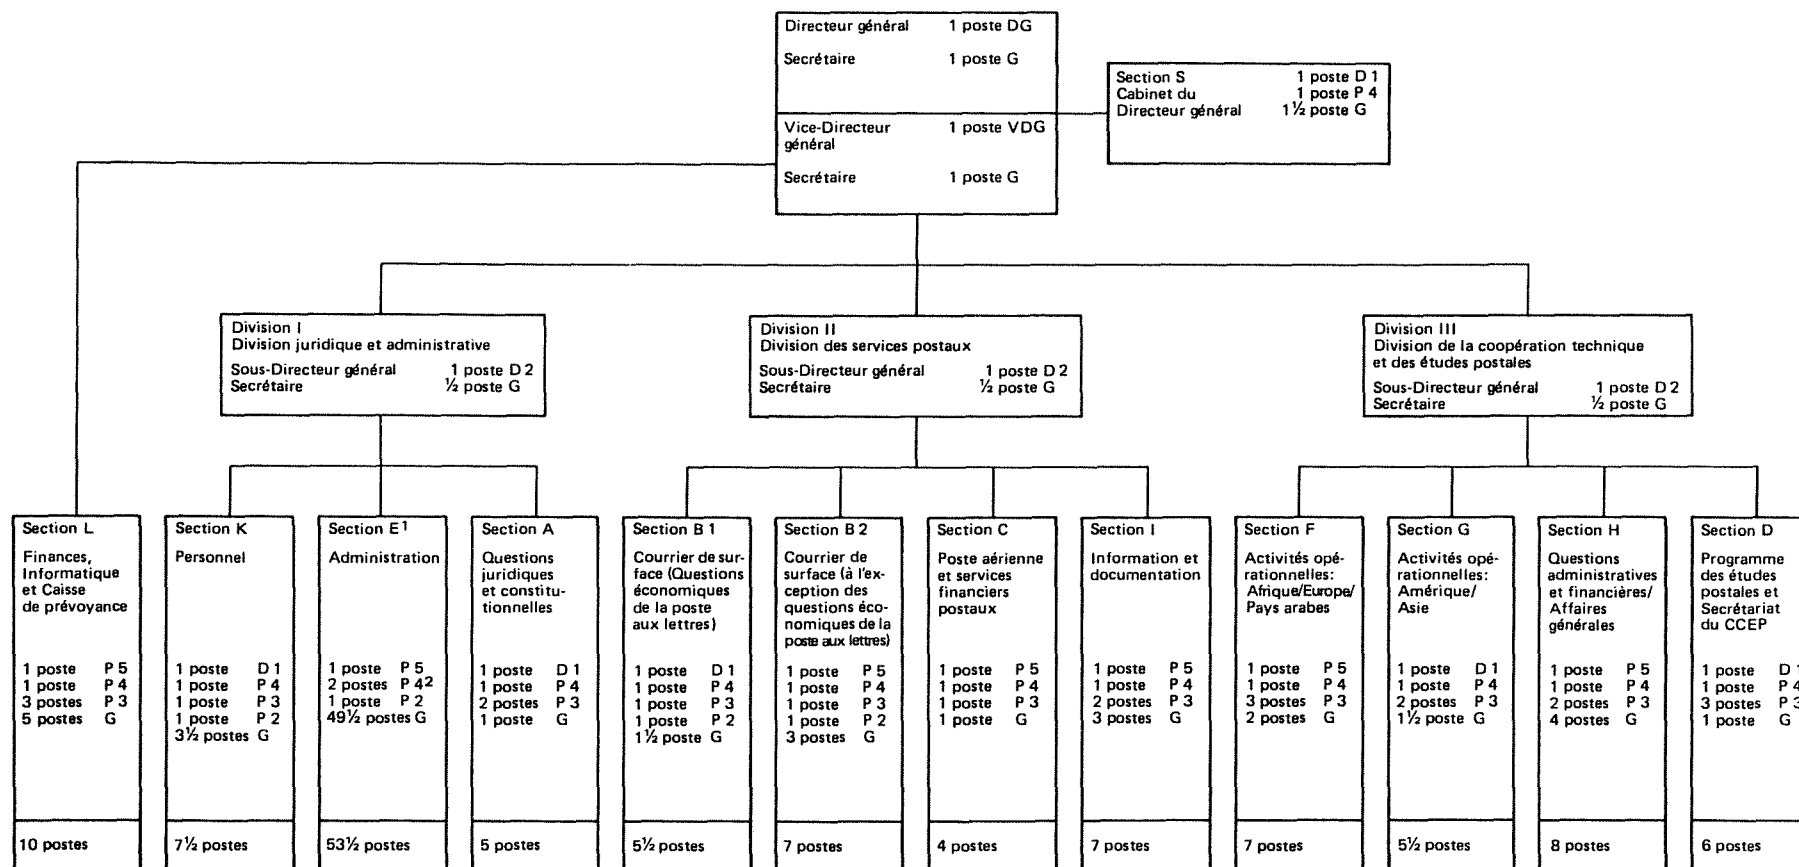 Directeur général 1 poste DG
Secrétaire 1 poste G
Vice-Directeur 1 poste VDG
général
Secrétaire 1 poste G
Section S 1 poste D 1
Cabinet du 1 poste P 4
Directeur général 1½ poste G
Division I
Division juridique et administrative
Sous-Directeur général 1 poste D 2
Secrétaire ½ poste G
Division II
Division des services postaux
Sous-Directeur général 1 poste D 2
Secrétaire ½ poste G
Division III
Division de la coopération technique
et des études postales
Sous-Directeur général 1 poste D 2
Secrétaire ½ poste G
Section L
Finances,
Informatique
et Caisse
de prévoyance
1 poste P 5
1 poste P 4
3 postes P 3
5 postes G
10 postes
Section K
Personnel
1 poste D 1
1 poste P 4
1 poste P 3
1 poste P 2
3½ postes G
7½ postes
Section E¹
Administration
1 poste P 5
2 postes P 4²
1 poste P 2
49½ postes G
53½ postes
Section A
Questions
juridiques
et constitu-
tionnelles
1 poste D 1
1 poste P 4
2 postes P 3
1 poste G
5 postes
Section B 1
Courrier de sur-
face (Questions
économiques
de la poste
aux lettres)
1 poste D 1
1 poste P 4
1 poste P 3
1 poste P 2
1½ poste G
5½ postes
Section B 2
Courrier de
surface (à l'ex-
ception des
questions éco-
nomiques de la
poste aux lettres)
1 poste P 5
1 poste P 4
1 poste P 3
1 poste P 2
3 postes G
7 postes
Section C
Poste aérienne
et services
financiers
postaux
1 poste P 5
1 poste P 4
1 poste P 3
1 poste G
4 postes
Section I
Information et
documentation
1 poste P 5
1 poste P 4
2 postes P 3
3 postes G
7 postes
Section F
Activités opé-
rationnelles:
Afrique/Europe/
Pays arabes
1 poste P 5
1 poste P 4
3 postes P 3
2 postes G
7 postes
Section G
Activités opé-
rationnelles:
Amérique/
Asie
1 poste D 1
1 poste P 4
2 postes P 3
1½ poste G
5½ postes
Section H
Questions
administratives
et financières/
Affaires
générales
1 poste P 5
1 poste P 4
2 postes P 3
4 postes G
8 postes
Section D
Programme
des études
postales et
Secrétariat
du CCEP
1 poste D 1
1 poste P 4
3 postes P 3
1 poste G
6 postes